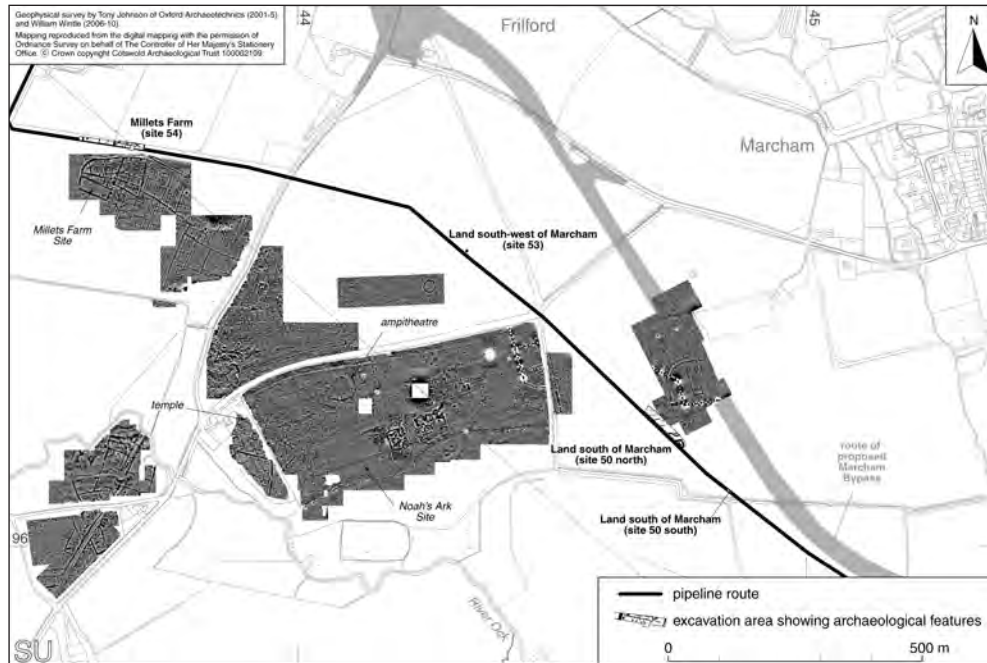 Geophysical survey by Tony Johnson of Oxford Archaeotechnics (2001-5)
and William Wintle (2006-10)
Mapping reproduced from the digital mapping with the permission of
Ordnance Survey on behalf of The Controller of Her Majesty's Stationery
Office. © Crown copyright Cotswold Archaeological Trust 100002109
44
45
N
Frilford
Millets Farm
(site 54)
Marcham
Millets Farm
Site
Land south-west of Marcham
(site 53)
ampitheatre
temple
Land south of Marcham
(site 50 north)
route of
proposed
Marcham
Bypass
Noah's Ark
Site
Land south of Marcham
(site 50 south)
96
River Ock
SU
pipeline route
excavation area showing archaeological features
0
500 m